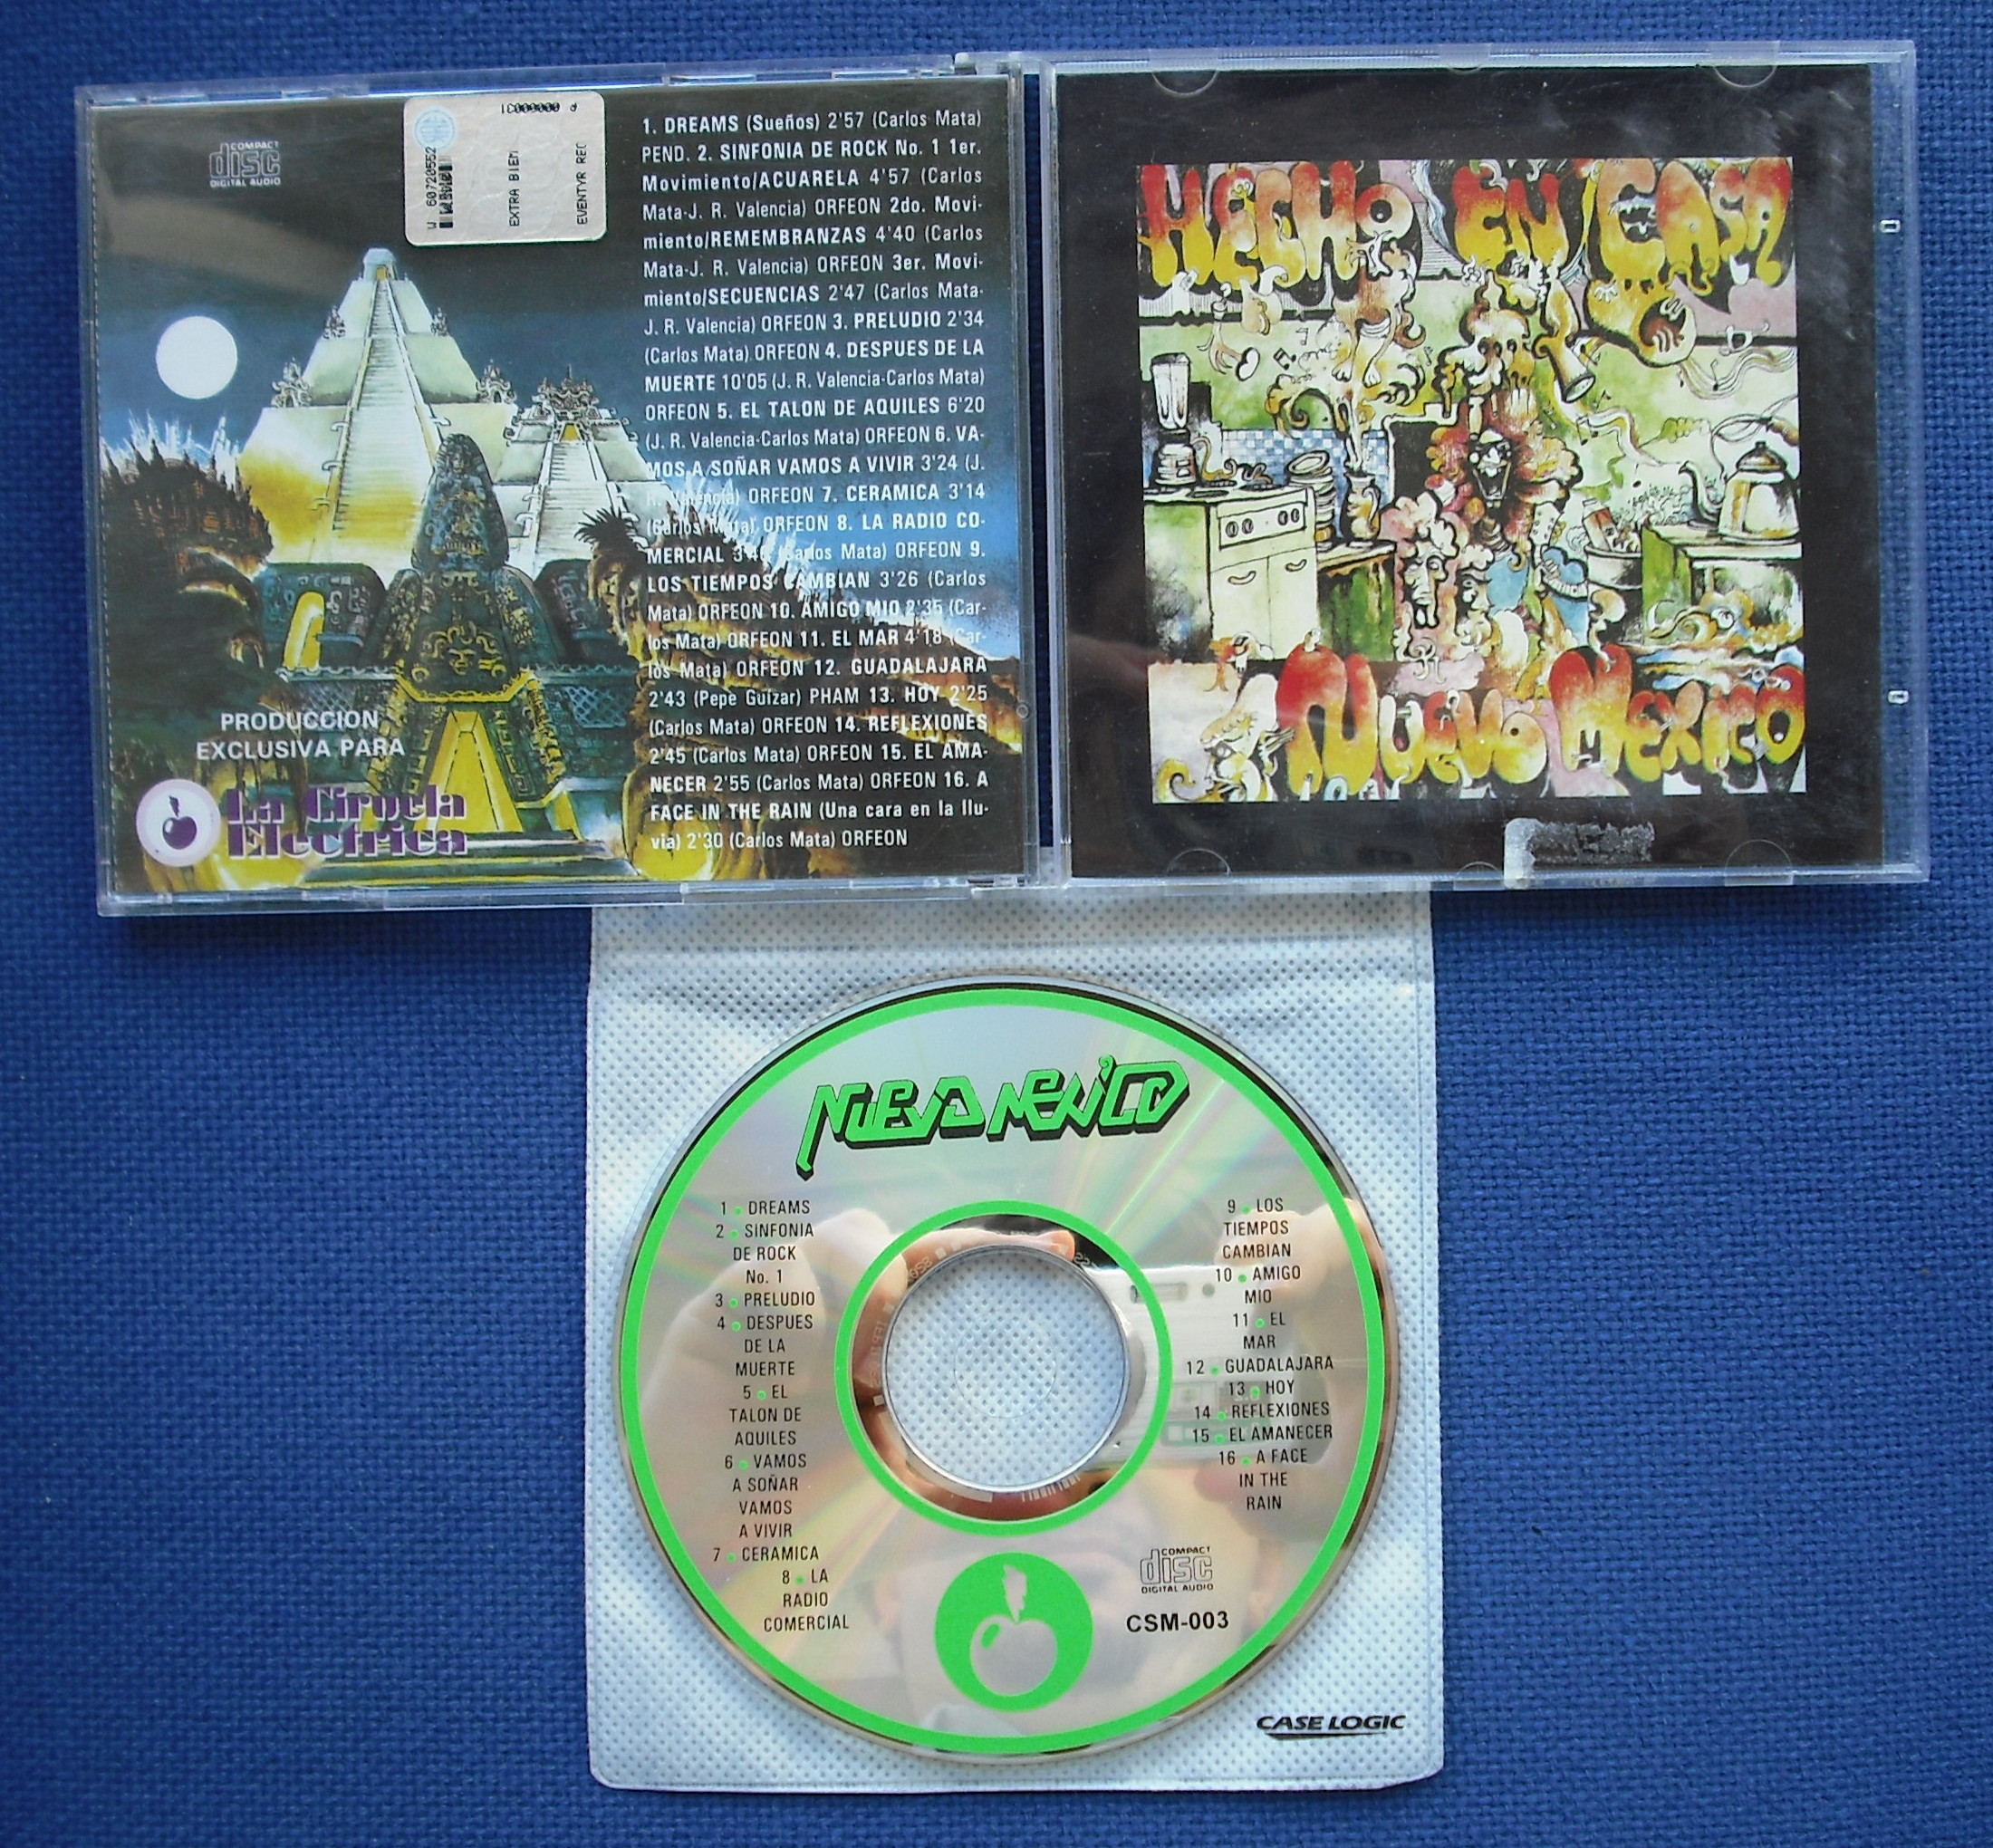 COMPACT
disc
DIGITAL AUDIO
P 00000031
W 60720552
EXTRA BIEM
EVENTYR REC
1. DREAMS (Sueños) 2'57 (Carlos Mata)
PEND. 2. SINFONIA DE ROCK No. 1 1er.
Movimiento/ACUARELA 4'57 (Carlos
Mata-J. R. Valencia) ORFEON 2do. Movi-
miento/REMEMBRANZAS 4'40 (Carlos
Mata-J. R. Valencia) ORFEON 3er. Movi-
miento/SECUENCIAS 2'47 (Carlos Mata-
J. R. Valencia) ORFEON 3. PRELUDIO 2'34
(Carlos Mata) ORFEON 4. DESPUES DE LA
MUERTE 10'05 (J. R. Valencia-Carlos Mata)
ORFEON 5. EL TALON DE AQUILES 6'20
(J. R. Valencia-Carlos Mata) ORFEON 6. VA-
MOS A SOÑAR VAMOS A VIVIR 3'24 (J.
R. Valencia) ORFEON 7. CERAMICA 3'14
(Carlos Mata) ORFEON 8. LA RADIO CO-
MERCIAL (Carlos Mata) ORFEON 9.
LOS TIEMPOS CAMBIAN 3'26 (Carlos
Mata) ORFEON 10. AMIGO MIO 2'35 (Car-
los Mata) ORFEON 11. EL MAR 4'18 (Car-
los Mata) ORFEON 12. GUADALAJARA
2'43 (Pepe Guízar) PHAM 13. HOY 2'25
(Carlos Mata) ORFEON 14. REFLEXIONES
2'45 (Carlos Mata) ORFEON 15. EL AMA-
NECER 2'55 (Carlos Mata) ORFEON 16. A
FACE IN THE RAIN (Una cara en la llu-
via) 2'30 (Carlos Mata) ORFEON
PRODUCCION
EXCLUSIVA PARA
La Ciruela
Electrica
HECHO EN CASA
NUEVO MEXICO
NUEVO MEXICO
1 • DREAMS
2 • SINFONIA
DE ROCK
No. 1
3 • PRELUDIO
4 • DESPUES
DE LA
MUERTE
5 • EL
TALON DE
AQUILES
6 • VAMOS
A SOÑAR
VAMOS
A VIVIR
7 • CERAMICA
8 • LA
RADIO
COMERCIAL
9 • LOS
TIEMPOS
CAMBIAN
10 • AMIGO
MIO
11 • EL
MAR
12 • GUADALAJARA
13 • HOY
14 • REFLEXIONES
15 • EL AMANECER
16 • A FACE
IN THE
RAIN
COMPACT
disc
DIGITAL AUDIO
CSM-003
CASE LOGIC